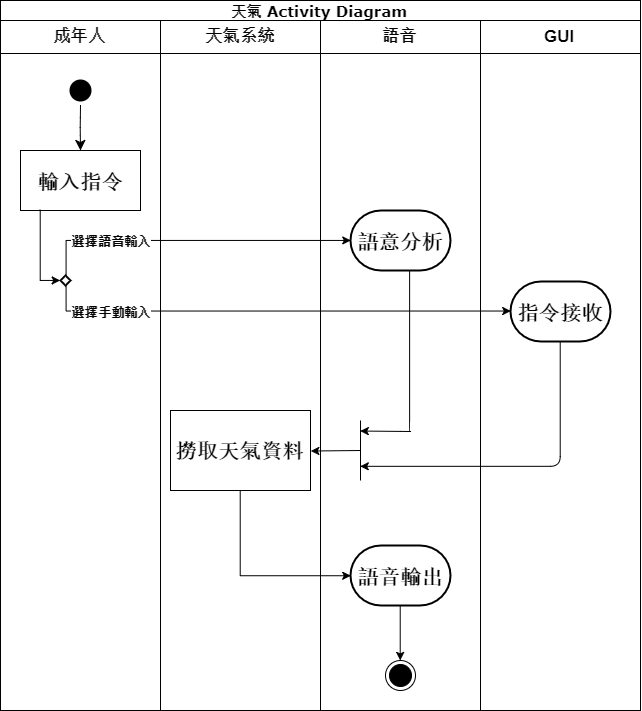 天氣 Activity Diagram
成年人
天氣系統
語音
GUI
輸入指令
選擇語音輸入
語意分析
選擇手動輸入
指令接收
撈取天氣資料
語音輸出